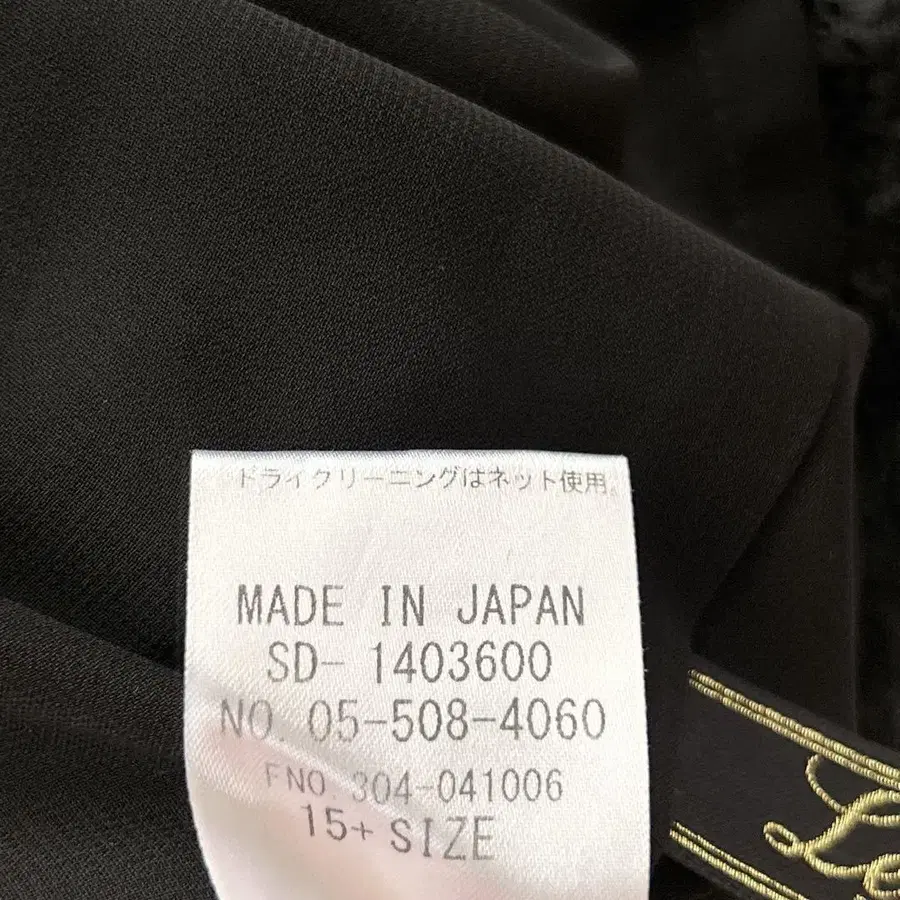 ドライクリーニングはネット使用。
MADE IN JAPAN
SD- 1403600
NO. 05-508-4060
FNO 304-041006
15+ SIZE